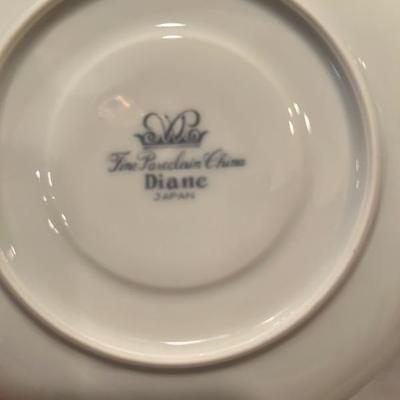 Fine Porcelain China
Diane
JAPAN